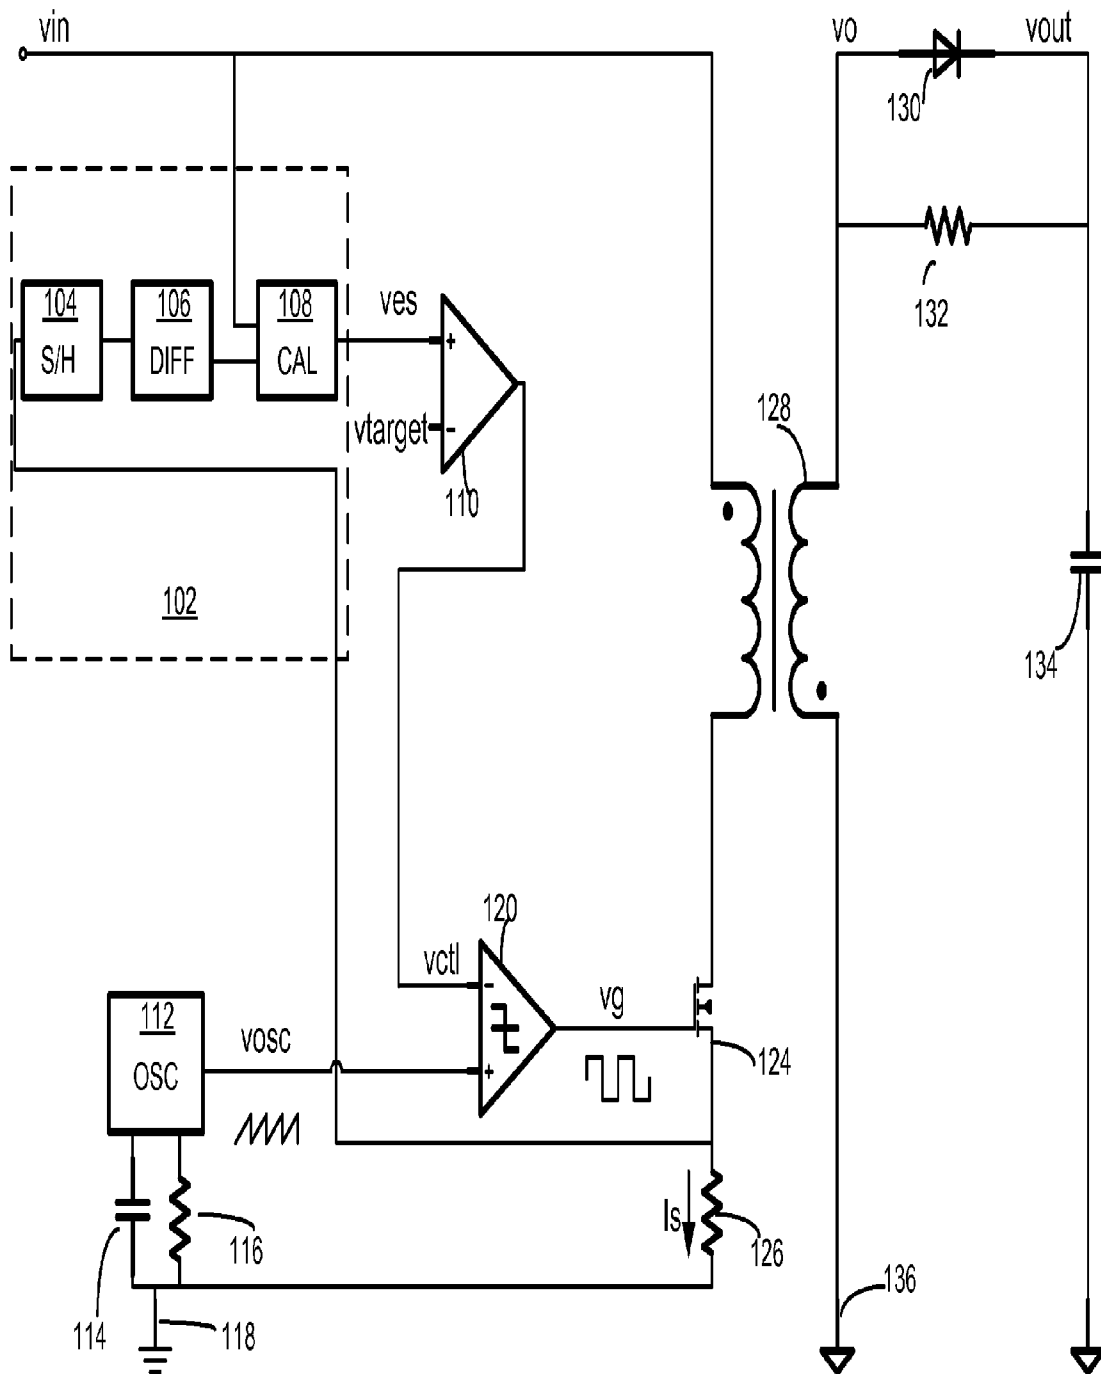 vin
vo
vout
130
132
104
S/H
106
DIFF
108
CAL
ves
+
vtarget
-
110
128
102
134
120
vctl
-
vg
112
OSC
vosc
+
124
Is
126
116
114
118
136